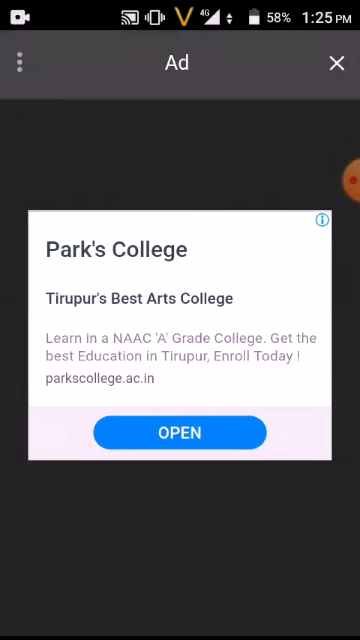 4G 58% 1:25 PM
Ad
Park's College
Tirupur's Best Arts College
Learn in a NAAC 'A' Grade College. Get the
best Education in Tirupur, Enroll Today !
parkscollege.ac.in
OPEN